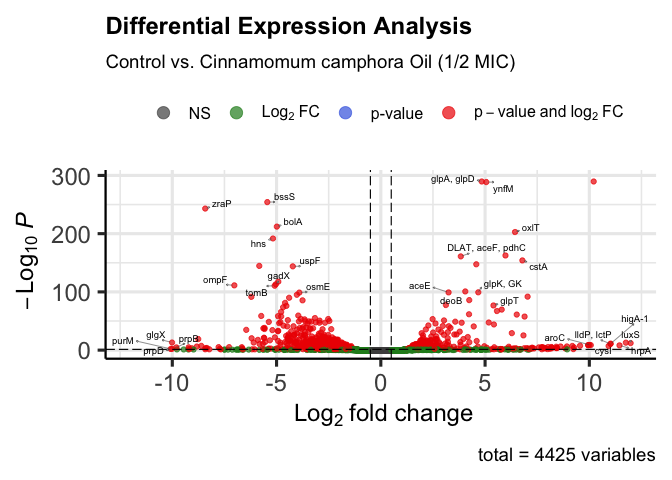 Differential Expression Analysis
Control vs. Cinnamomum camphora Oil (1/2 MIC)
NS Log₂ FC p-value p − value and log₂ FC
300
200
100
0
− Log₁₀ P
glpA, glpD
ynfM
zraP
bssS
bolA
hns
oxlT
DLAT, aceF, pdhC
uspF
cstA
gadX
ompF
tomB
osmE
aceE
glpK, GK
deoB
glpT
higA-1
glgX
prpB
purM
prpD
aroC
lldP, lctP
luxS
cysI
hrpA
-10 -5 0 5 10
Log₂ fold change
total = 4425 variables